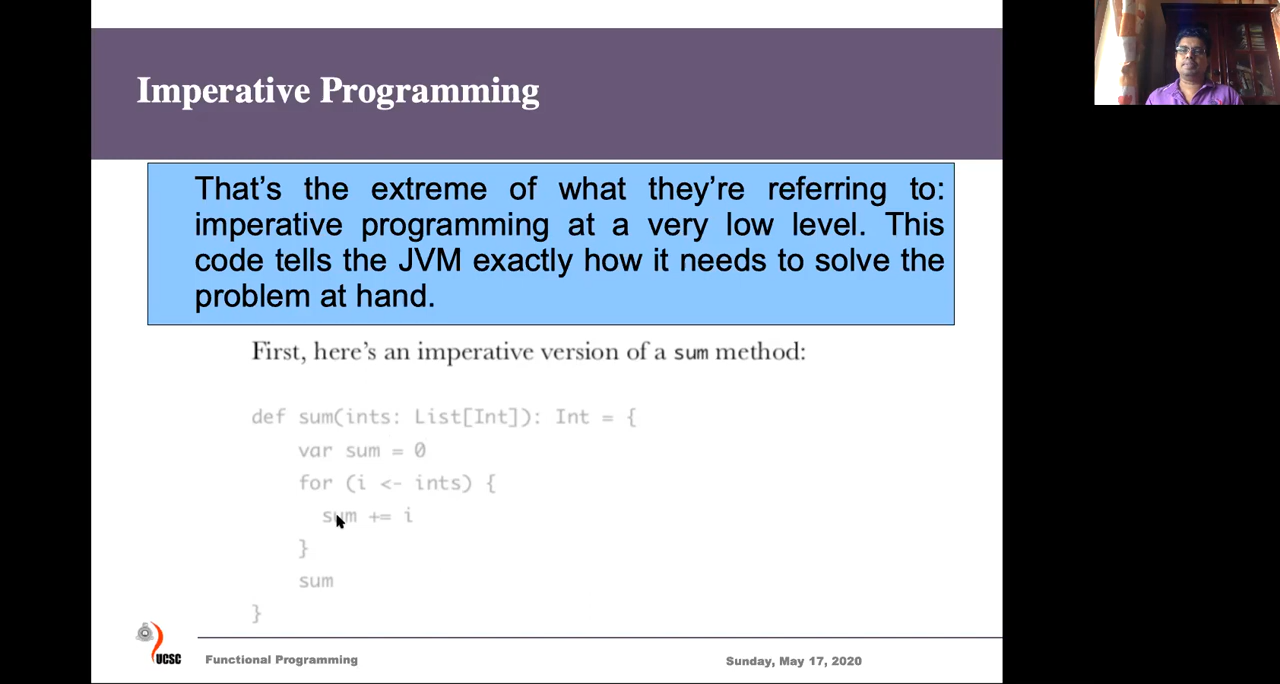 Imperative Programming
That's the extreme of what they're referring to:
imperative programming at a very low level. This
code tells the JVM exactly how it needs to solve the
problem at hand.
First, here's an imperative version of a sum method:
def sum(ints: List[Int]): Int = {
    var sum = 0
    for (i <- ints) {
      sum += i
    }
    sum
}
UCSC
Functional Programming
Sunday, May 17, 2020